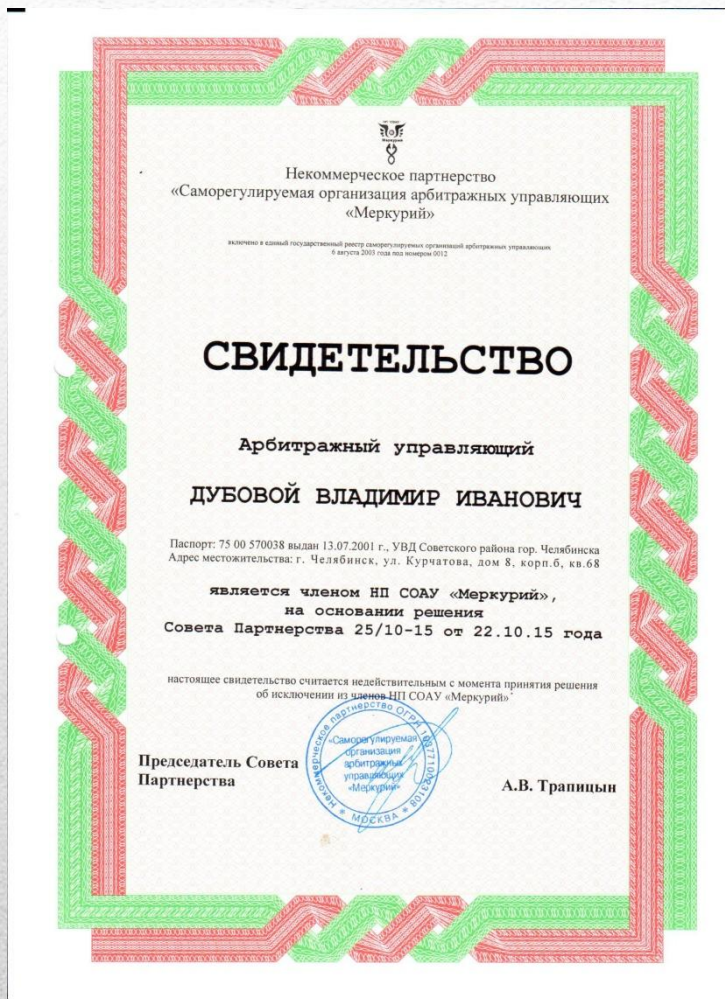 НП СОАУ
Меркурий
Некоммерческое партнерство
«Саморегулируемая организация арбитражных управляющих
«Меркурий»
включено в единый государственный реестр саморегулируемых организаций арбитражных управляющих
6 августа 2003 года под номером 0012
СВИДЕТЕЛЬСТВО
Арбитражный управляющий
ДУБОВОЙ ВЛАДИМИР ИВАНОВИЧ
Паспорт: 75 00 570038 выдан 13.07.2001 г., УВД Советского района гор. Челябинска
Адрес местожительства: г. Челябинск, ул. Курчатова, дом 8, корп.б, кв.68
является членом НП СОАУ «Меркурий»,
на основании решения
Совета Партнерства 25/10-15 от 22.10.15 года
настоящее свидетельство считается недействительным с момента принятия решения
об исключении из членов НП СОАУ «Меркурий»
Некоммерческое партнерство ОГРН 1037710023108
«Саморегулируемая
организация
арбитражных
управляющих
«Меркурий»
* МОСКВА *
Председатель Совета
Партнерства
А.В. Трапицын